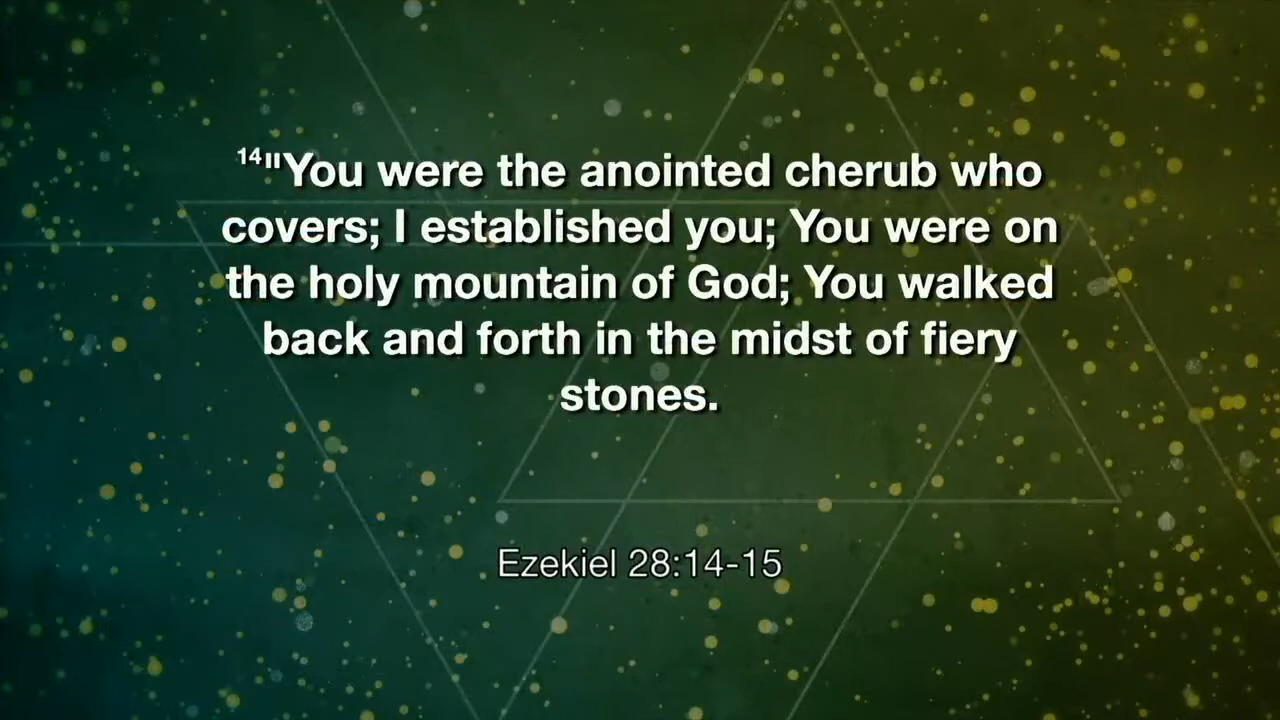 ¹⁴"You were the anointed cherub who
covers; I established you; You were on
the holy mountain of God; You walked
back and forth in the midst of fiery
stones.
Ezekiel 28:14-15